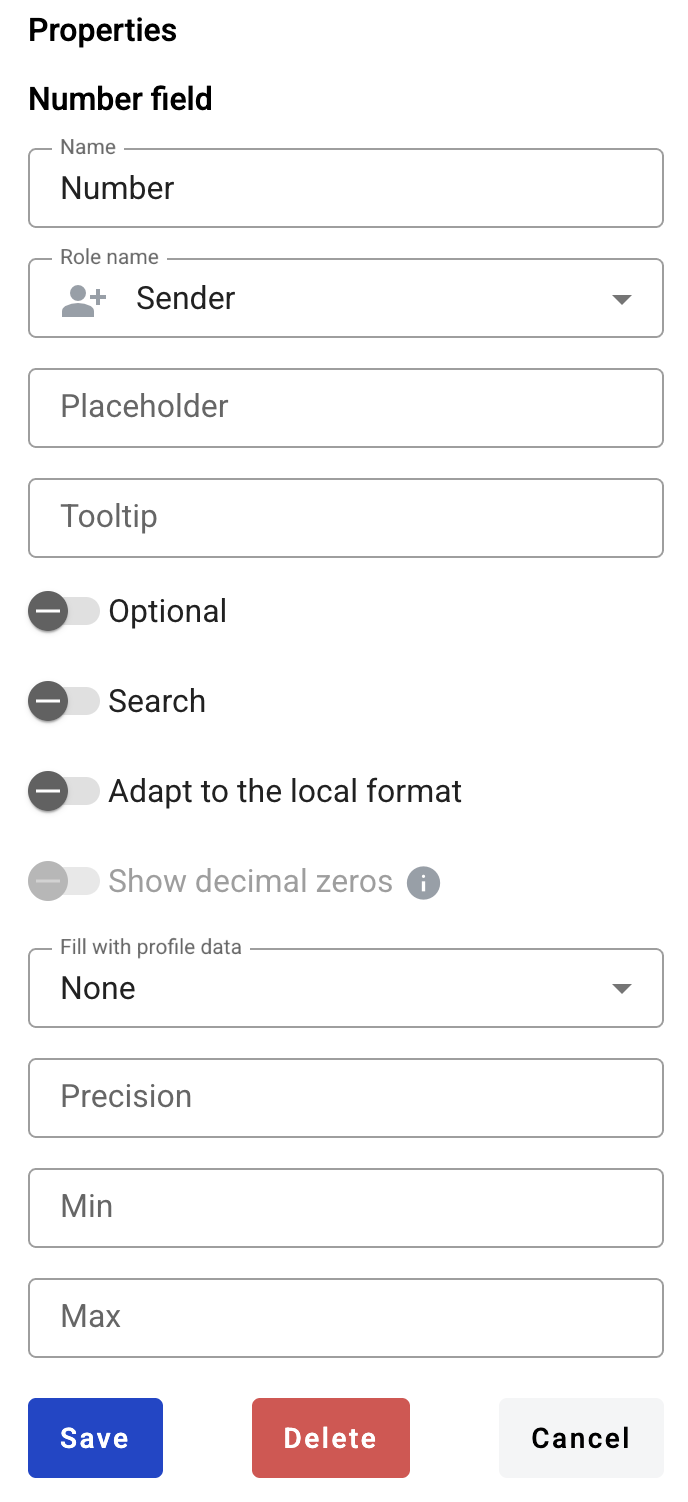 Properties
Number field
Name
Number
Role name
Sender
Placeholder
Tooltip
Optional
Search
Adapt to the local format
Show decimal zeros
Fill with profile data
None
Precision
Min
Max
Save Delete Cancel